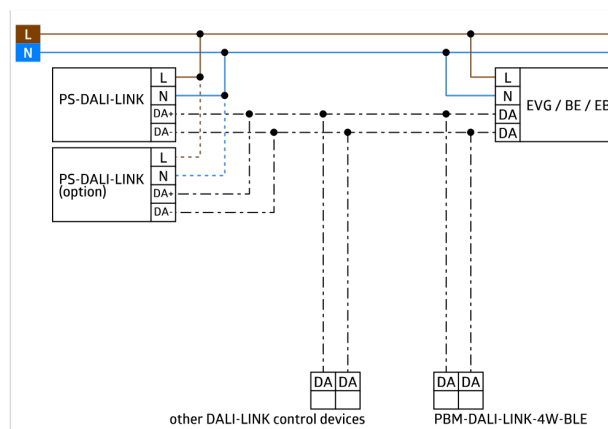 L
N
PS-DALI-LINK
L
N
DA+
DA-
PS-DALI-LINK
(option)
L
N
DA+
DA-
EVG / BE / EB
L
N
DA
DA
DA DA
other DALI-LINK control devices
DA DA
PBM-DALI-LINK-4W-BLE